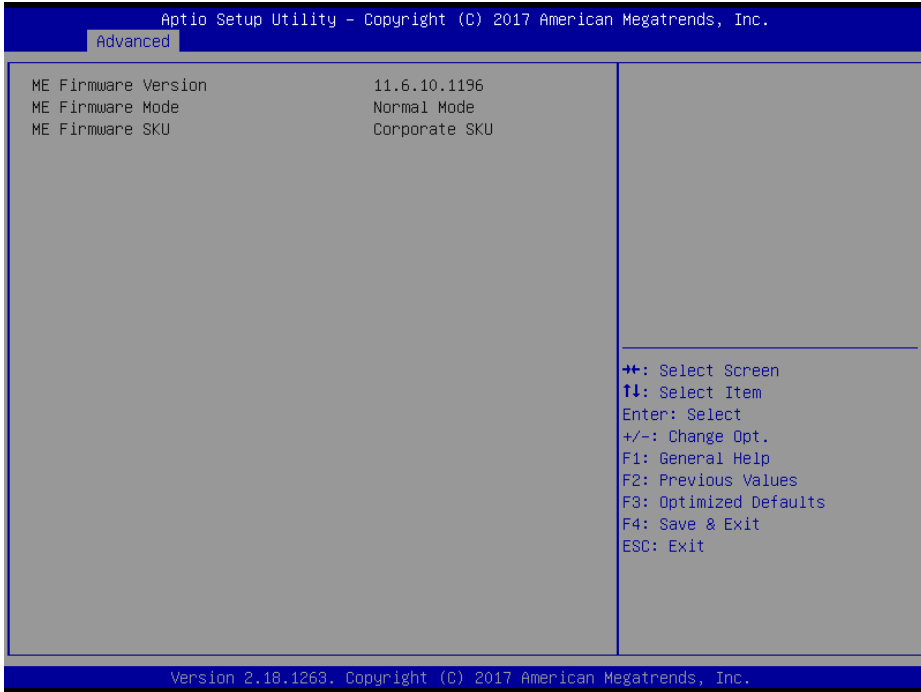 Aptio Setup Utility – Copyright (C) 2017 American Megatrends, Inc.
Advanced
ME Firmware Version 11.6.10.1196
ME Firmware Mode Normal Mode
ME Firmware SKU Corporate SKU
→←: Select Screen
↑↓: Select Item
Enter: Select
+/-: Change Opt.
F1: General Help
F2: Previous Values
F3: Optimized Defaults
F4: Save & Exit
ESC: Exit
Version 2.18.1263. Copyright (C) 2017 American Megatrends, Inc.